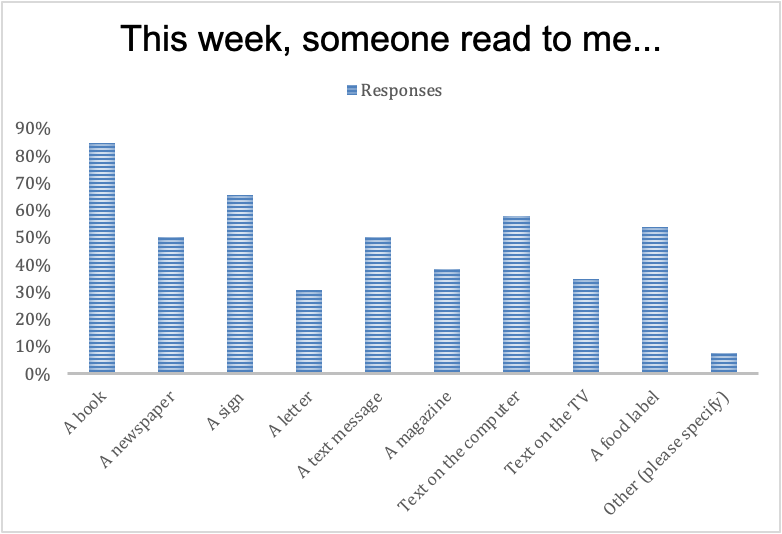 This week, someone read to me...
Responses
90%
80%
70%
60%
50%
40%
30%
20%
10%
0%
A book
A newspaper
A sign
A letter
A text message
A magazine
Text on the computer
Text on the TV
A food label
Other (please specify)